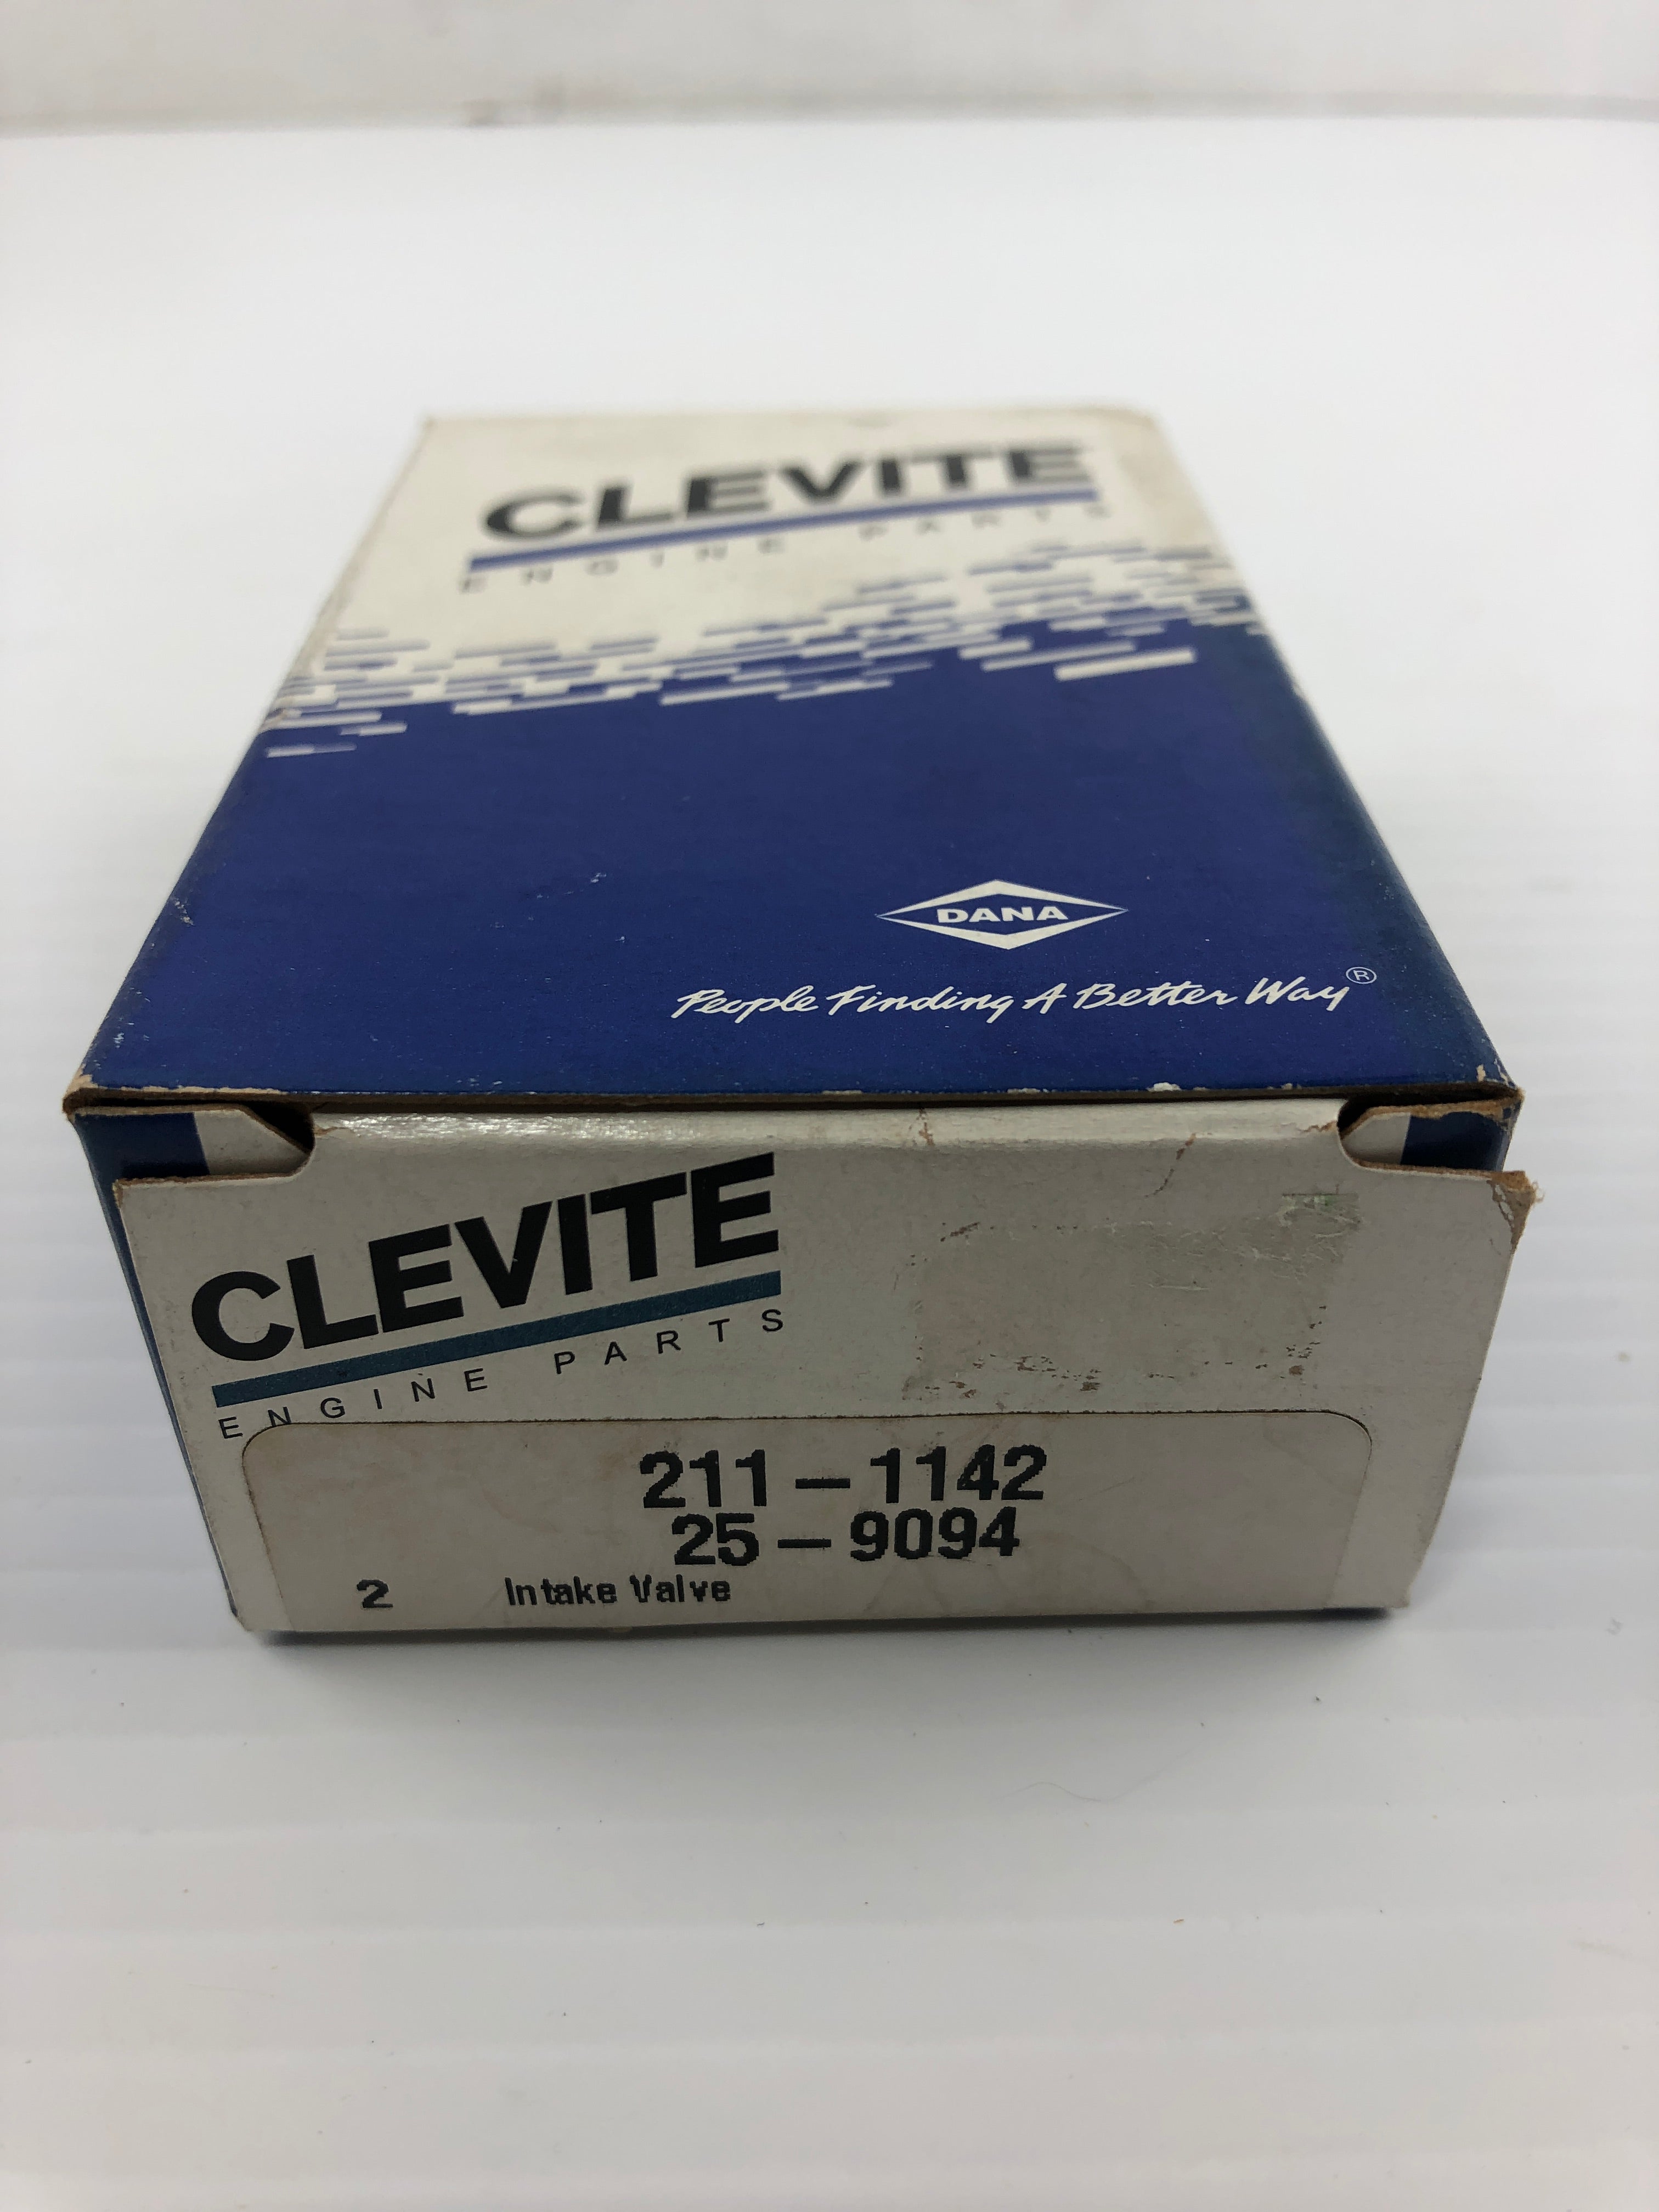 CLEVITE
ENGINE PARTS
DANA
People Finding A Better Way®
CLEVITE
ENGINE PARTS
211-1142
25-9094
2 Intake Valve